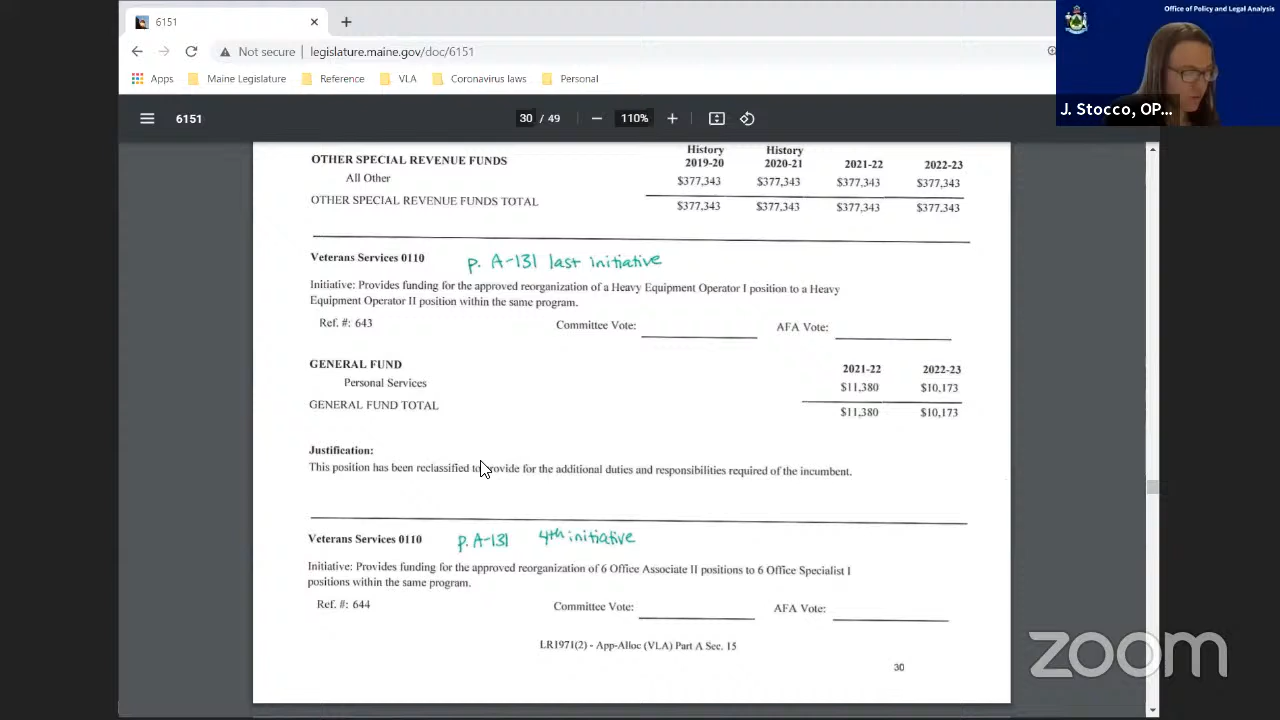 6151
Office of Policy and Legal Analysis
Not secure legislature.maine.gov/doc/6151
Apps Maine Legislature Reference VLA Coronavirus laws Personal
J. Stocco, OP...
6151 30 / 49 110%
History History
OTHER SPECIAL REVENUE FUNDS 2019-20 2020-21 2021-22 2022-23
All Other $377,343 $377,343 $377,343 $377,343
OTHER SPECIAL REVENUE FUNDS TOTAL $377,343 $377,343 $377,343 $377,343
Veterans Services 0110 p. A-131 last initiative
Initiative: Provides funding for the approved reorganization of a Heavy Equipment Operator I position to a Heavy
Equipment Operator II position within the same program.
Ref. #: 643 Committee Vote: AFA Vote:
GENERAL FUND 2021-22 2022-23
Personal Services $11,380 $10,173
GENERAL FUND TOTAL $11,380 $10,173
Justification:
This position has been reclassified to provide for the additional duties and responsibilities required of the incumbent.
Veterans Services 0110 p. A-131 4th initiative
Initiative: Provides funding for the approved reorganization of 6 Office Associate II positions to 6 Office Specialist I
positions within the same program.
Ref. #: 644 Committee Vote: AFA Vote:
LR1971(2) - App-Alloc (VLA) Part A Sec. 15
30
zoom